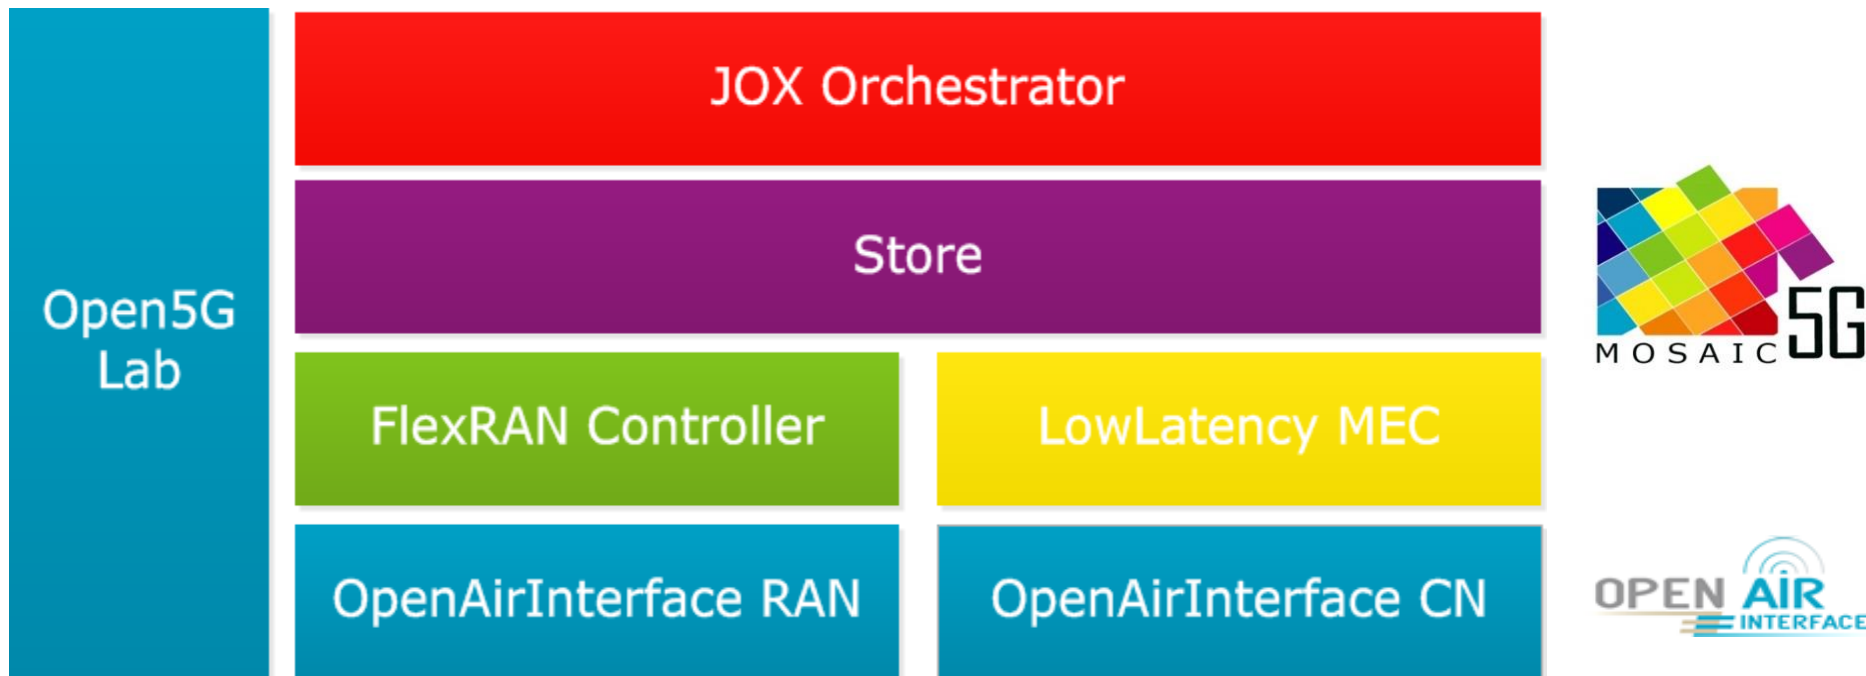 Open5G
Lab
JOX Orchestrator
Store
FlexRAN Controller
LowLatency MEC
OpenAirInterface RAN
OpenAirInterface CN
MOSAIC 5G
OPEN AIR
INTERFACE